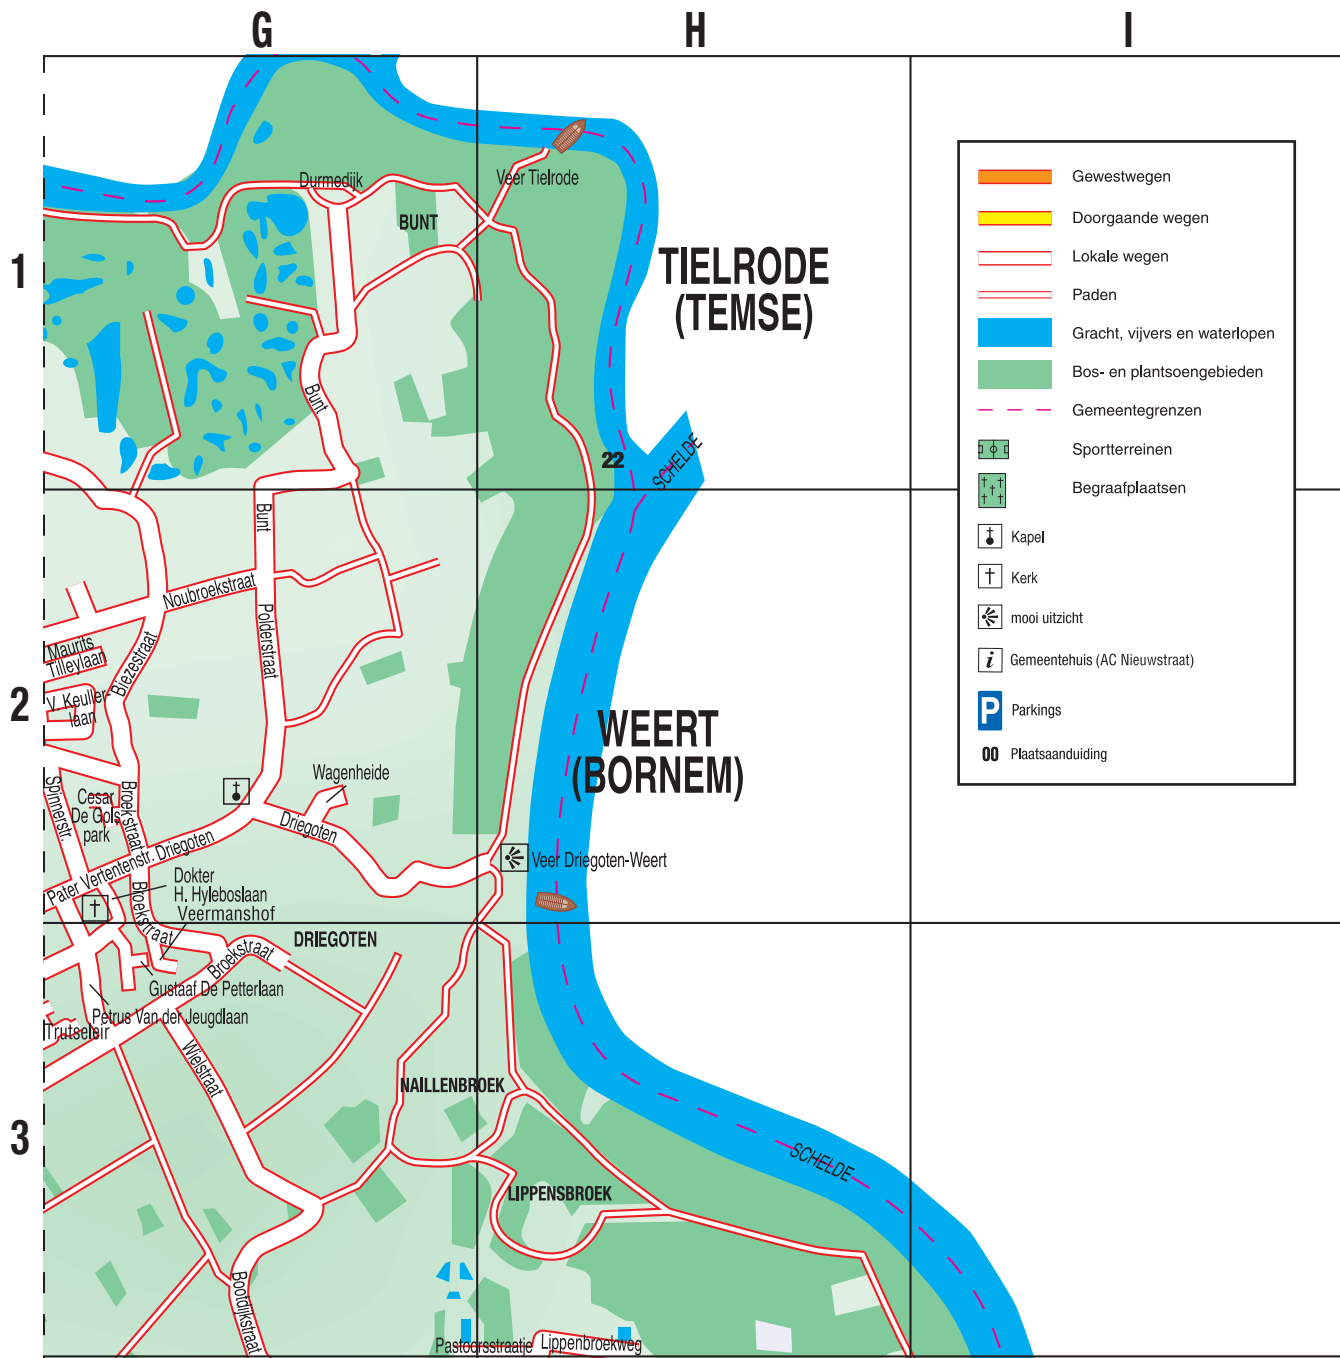 G
H
I
1
2
3
Durmedijk
Veer Tielrode
BUNT
TIELRODE
(TEMSE)
Bunt
22
SCHELDE
Bunt
Noubroekstraat
Polderstraat
Maurits
Tilleylaan
Biezestraat
V. Keuller-
laan
WEERT
(BORNEM)
Wagenheide
Spinnerstr.
Cesar
De Gols
park
Broekstraat
Driegoten
Driegoten
Pater Vertentenstr.
Veer Driegoten-Weert
Dokter
H. Hyleboslaan
Veermanshof
Broekstraat
DRIEGOTEN
Broekstraat
Gustaaf De Petterlaan
Petrus Van der Jeugdlaan
Trutseleir
Wielstraat
NAILLENBROEK
SCHELDE
LIPPENSBROEK
Bootdijkstraat
Pastoorsstraatje
Lippenbroekweg
Gewestwegen
Doorgaande wegen
Lokale wegen
Paden
Gracht, vijvers en waterlopen
Bos- en plantsoengebieden
Gemeentegrenzen
Sportterreinen
Begraafplaatsen
Kapel
Kerk
mooi uitzicht
i Gemeentehuis (AC Nieuwstraat)
P Parkings
00 Plaatsaanduiding